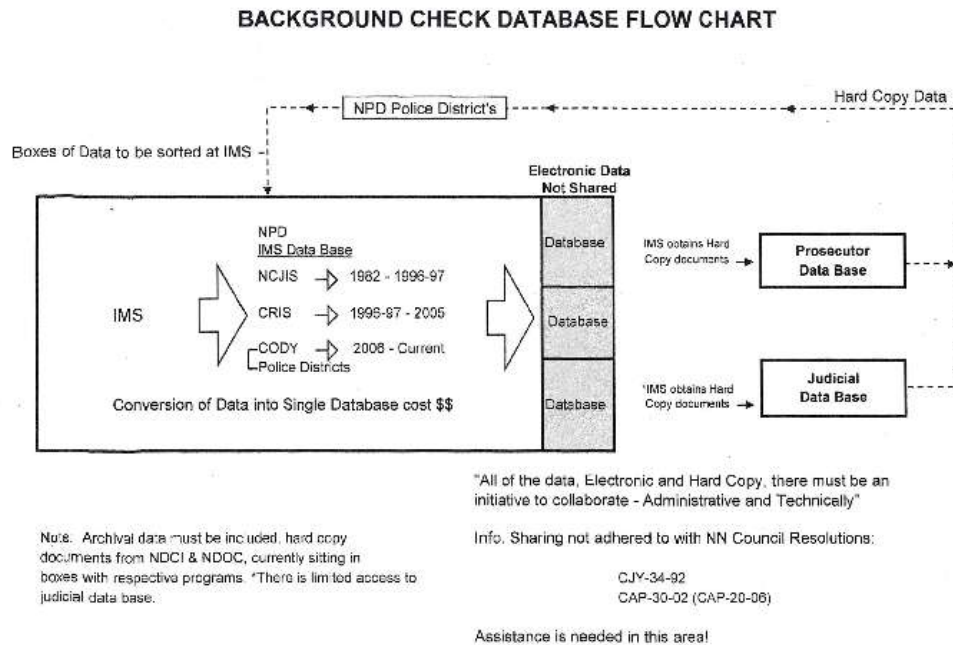 BACKGROUND CHECK DATABASE FLOW CHART
Hard Copy Data
NPD Police District's
Boxes of Data to be sorted at IMS
Electronic Data
Not Shared
NPD
IMS Data Base
NCJIS 1982 - 1996-97
IMS
CRIS 1996-97 - 2005
CODY 2006 - Current
Police Districts
Conversion of Data into Single Database cost $$
Database
Database
Database
IMS obtains Hard
Copy documents
Prosecutor
Data Base
*IMS obtains Hard
Copy documents
Judicial
Data Base
"All of the data, Electronic and Hard Copy, there must be an
initiative to collaborate - Administrative and Technically"
Note: Archival data must be included, hard copy
documents from NDCI & NDOC, currently sitting in
boxes with respective programs. *There is limited access to
judicial data base.
Info. Sharing not adhered to with NN Council Resolutions:
CJY-34-92
CAP-30-02 (CAP-20-06)
Assistance is needed in this area!